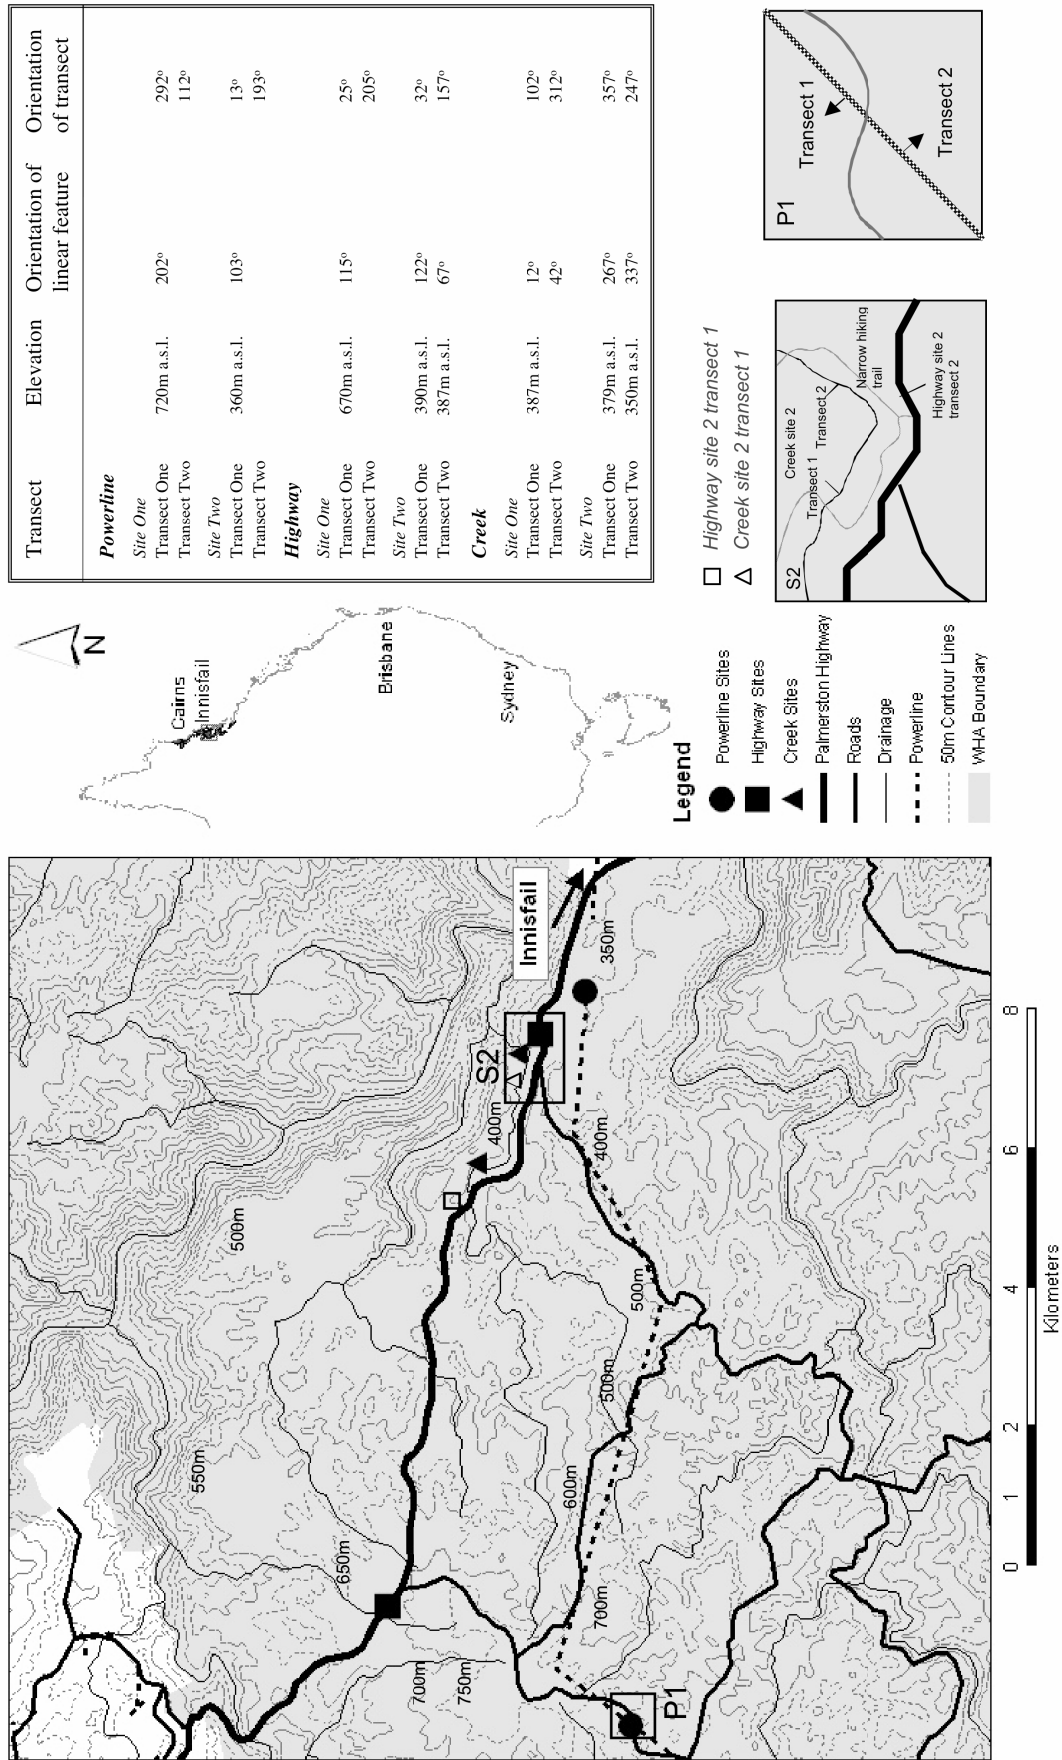 Transect Elevation Orientation of linear feature Orientation of transect
Powerline
Site One
Transect One 720m a.s.l. 202º 292º
Transect Two 112º
Site Two
Transect One 360m a.s.l. 103º 13º
Transect Two 193º
Highway
Site One
Transect One 670m a.s.l. 115º 25º
Transect Two 205º
Site Two
Transect One 390m a.s.l. 122º 32º
Transect Two 387m a.s.l. 67º 157º
Creek
Site One
Transect One 387m a.s.l. 12º 102º
Transect Two 42º 312º
Site Two
Transect One 379m a.s.l. 267º 357º
Transect Two 350m a.s.l. 337º 247º
N
Cairns
Innisfail
Brisbane
Sydney
Highway site 2 transect 1
Creek site 2 transect 1
Legend
Powerline Sites
Highway Sites
Creek Sites
Palmerston Highway
Roads
Drainage
Powerline
50m Contour Lines
WHA Boundary
S2
Creek site 2
Transect 1
Transect 2
Narrow hiking
trail
Highway site 2
transect 2
P1
Transect 1
Transect 2
Innisfail
350m
S2
400m
400m
500m
500m
500m
550m
600m
650m
700m
700m
750m
P1
0 1 2 4 6 8
Kilometers